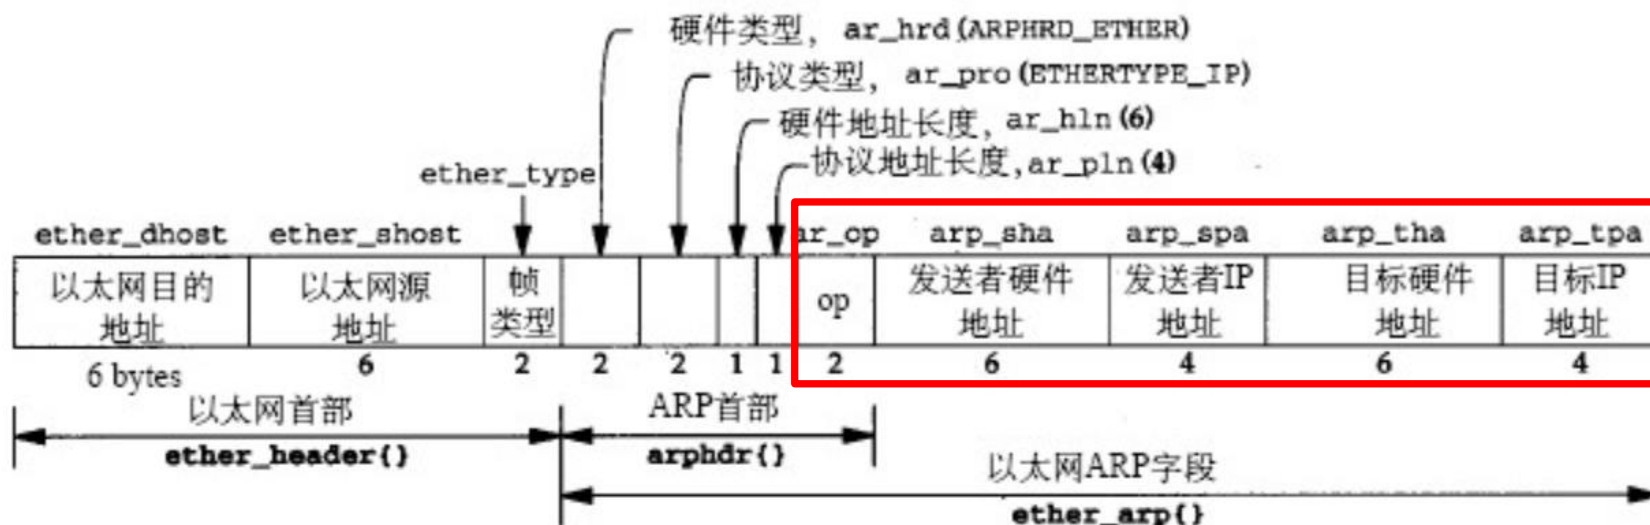 硬件类型, ar_hrd(ARPHRD_ETHER)
协议类型, ar_pro(ETHERTYPE_IP)
硬件地址长度, ar_hln(6)
协议地址长度,ar_pln(4)
ether_type
ether_dhost ether_shost ar_op arp_sha arp_spa arp_tha arp_tpa
以太网目的地址 以太网源地址 帧类型 op 发送者硬件地址 发送者IP地址 目标硬件地址 目标IP地址
6 bytes 6 2 2 2 1 1 2 6 4 6 4
以太网首部 ARP首部
ether_header{} arphdr{}
以太网ARP字段
ether_arp{}